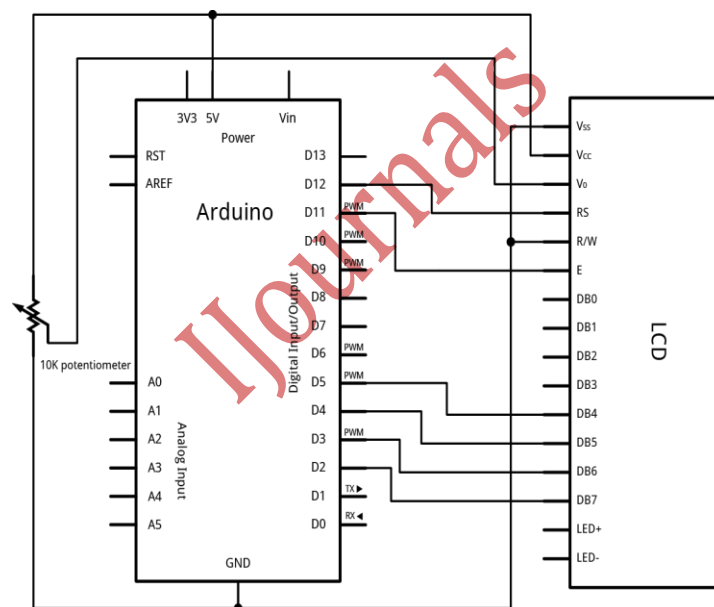 3V3 5V Vin
Power
RST
AREF
Arduino
D13
D12
PWM
D11
PWM
D10
PWM
D9
D8
D7
D6
PWM
D5
D4
PWM
D3
D2
TX ▶
D1
RX ◀
D0
Digital Input/Output
A0
A1
A2
A3
A4
A5
Analog Input
GND
10K potentiometer
Vss
Vcc
V0
RS
R/W
E
DB0
DB1
DB2
DB3
DB4
DB5
DB6
DB7
LED+
LED-
LCD
IJournals